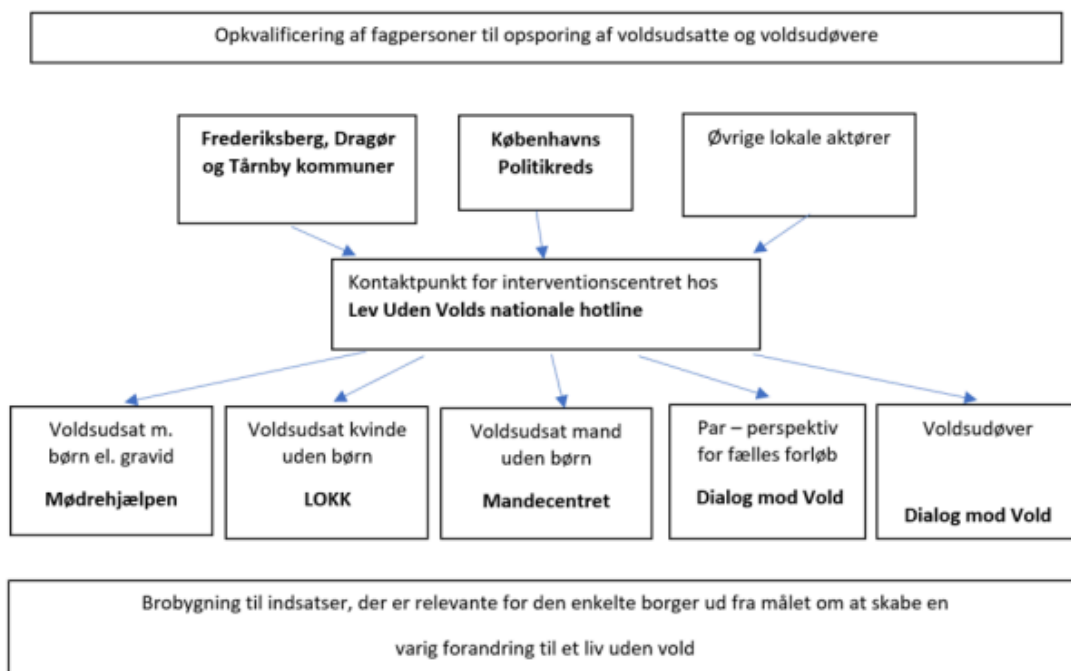 Opkvalificering af fagpersoner til opsporing af voldsudsatte og voldsudøvere
Frederiksberg, Dragør
og Tårnby kommuner
Københavns
Politikreds
Øvrige lokale aktører
Kontaktpunkt for interventionscentret hos
Lev Uden Volds nationale hotline
Voldsudsat m.
børn el. gravid
Mødrehjælpen
Voldsudsat kvinde
uden børn
LOKK
Voldsudsat mand
uden børn
Mandecentret
Par – perspektiv
for fælles forløb
Dialog mod Vold
Voldsudøver
Dialog mod Vold
Brobygning til indsatser, der er relevante for den enkelte borger ud fra målet om at skabe en
varig forandring til et liv uden vold